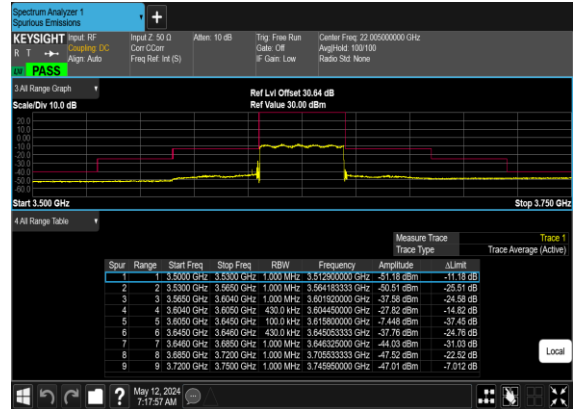 Spectrum Analyzer 1
Spurious Emissions
KEYSIGHT Input: RF Input Z: 50 Ω Atten: 10 dB Trig: Free Run Center Freq: 22.005000000 GHz
R T Coupling: DC Corr CCorr Gate: Off Avg|Hold: 100/100
Align: Auto Freq Ref: Int (S) IF Gain: Low Radio Std: None
PASS
3 All Range Graph
Ref Lvl Offset 30.64 dB
Scale/Div 10.0 dB Ref Value 30.00 dBm
20.0
10.0
0.00
-10.0
-20.0
-30.0
-40.0
-50.0
-60.0
Start 3.500 GHz Stop 3.750 GHz
4 All Range Table
Measure Trace Trace 1
Trace Type Trace Average (Active)
Spur Range Start Freq Stop Freq RBW Frequency Amplitude ΔLimit
1 1 3.5000 GHz 3.5300 GHz 1.000 MHz 3.512900000 GHz -51.18 dBm -11.18 dB
2 2 3.5300 GHz 3.5650 GHz 1.000 MHz 3.564183333 GHz -50.51 dBm -25.51 dB
3 3 3.5650 GHz 3.6040 GHz 1.000 MHz 3.601920000 GHz -37.58 dBm -24.58 dB
4 4 3.6040 GHz 3.6050 GHz 430.0 kHz 3.604450000 GHz -27.82 dBm -14.82 dB
5 5 3.6050 GHz 3.6450 GHz 100.0 kHz 3.615800000 GHz -7.448 dBm -37.45 dB
6 6 3.6450 GHz 3.6460 GHz 430.0 kHz 3.645053333 GHz -37.76 dBm -24.76 dB
7 7 3.6460 GHz 3.6850 GHz 1.000 MHz 3.646325000 GHz -44.03 dBm -31.03 dB
8 8 3.6850 GHz 3.7200 GHz 1.000 MHz 3.705533333 GHz -47.52 dBm -22.52 dB
9 9 3.7200 GHz 3.7500 GHz 1.000 MHz 3.745950000 GHz -47.01 dBm -7.012 dB
Local
May 12, 2024
7:17:57 AM